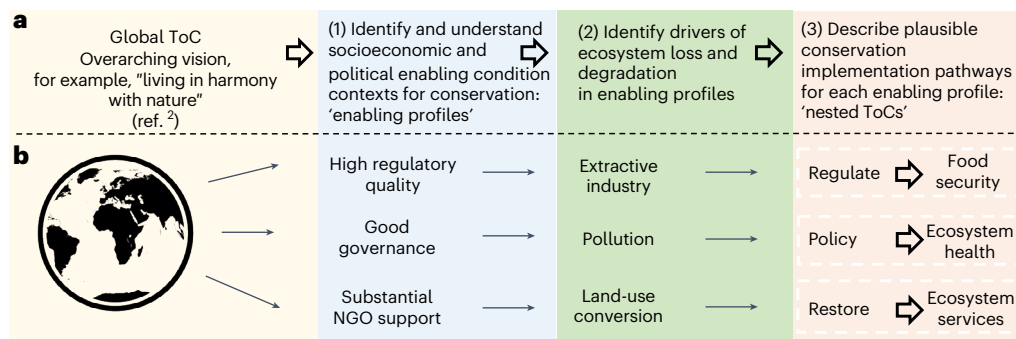 a
Global ToC
Overarching vision,
for example, "living in harmony
with nature"
(ref. 2)
(1) Identify and understand
socioeconomic and
political enabling condition
contexts for conservation:
‘enabling profiles’
(2) Identify drivers of
ecosystem loss and
degradation
in enabling profiles
(3) Describe plausible
conservation
implementation pathways
for each enabling profile:
‘nested ToCs’
b
High regulatory
quality
Extractive
industry
Regulate
Food
security
Good
governance
Pollution
Policy
Ecosystem
health
Substantial
NGO support
Land-use
conversion
Restore
Ecosystem
services